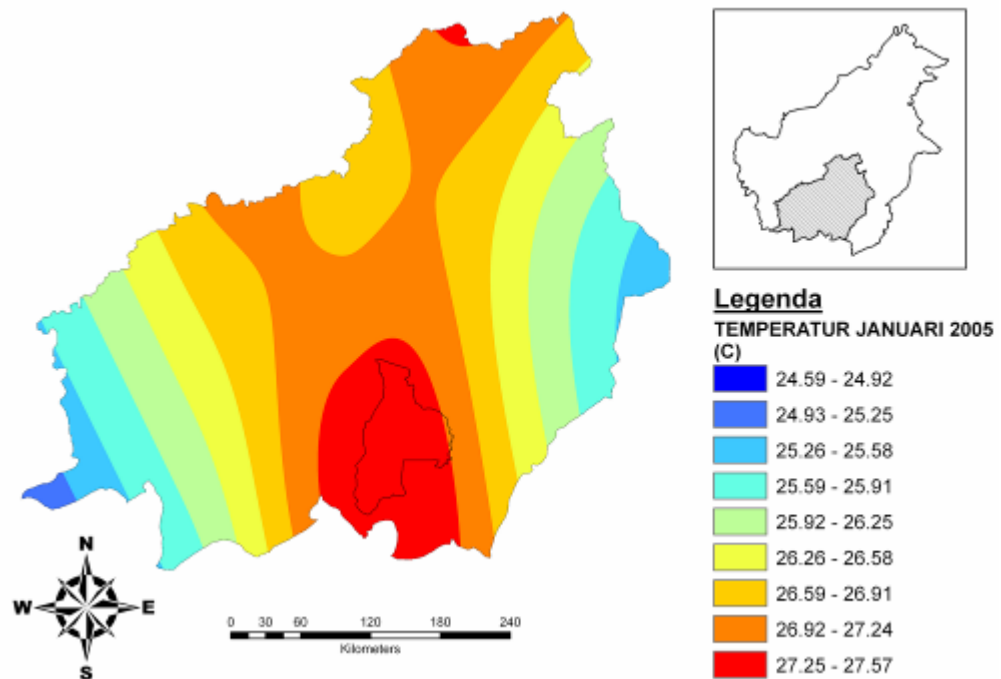 Legenda
TEMPERATUR JANUARI 2005
(C)
24.59 - 24.92
24.93 - 25.25
25.26 - 25.58
25.59 - 25.91
25.92 - 26.25
26.26 - 26.58
26.59 - 26.91
26.92 - 27.24
27.25 - 27.57
N
W E
S
0 30 60 120 180 240
Kilometers